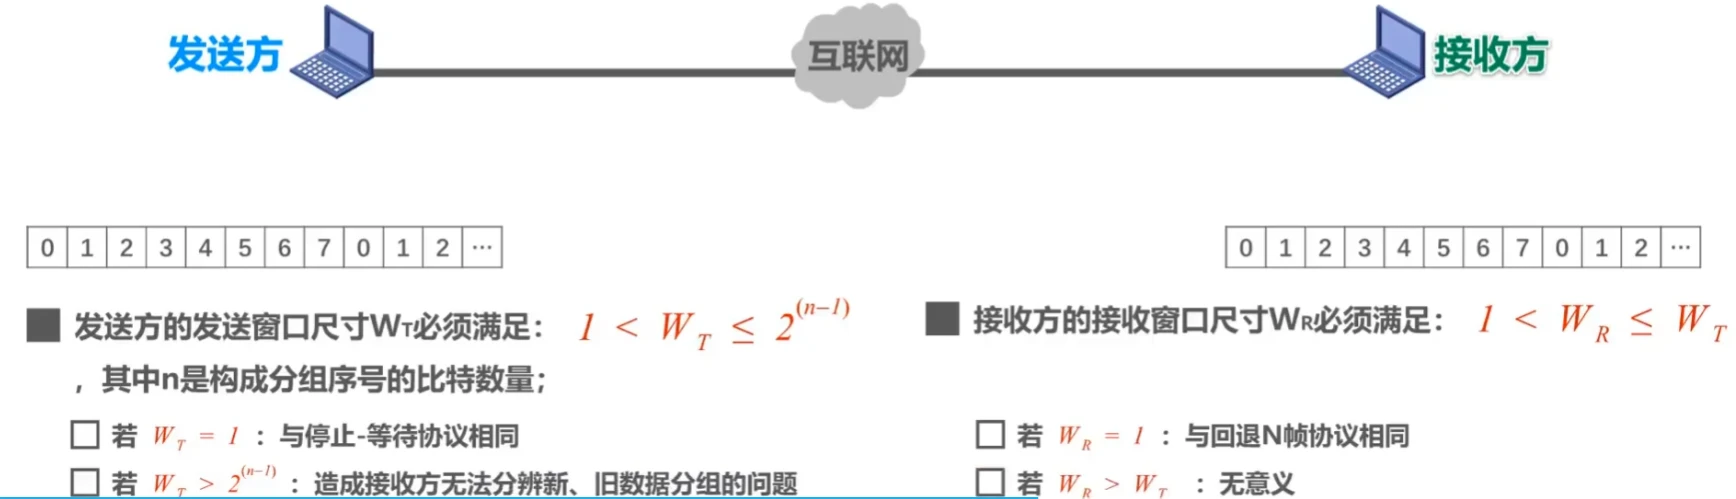 发送方
互联网
接收方
0 1 2 3 4 5 6 7 0 1 2 ···
0 1 2 3 4 5 6 7 0 1 2 ···
发送方的发送窗口尺寸WT必须满足： 1 < W_T ≤ 2^(n−1)
，其中n是构成分组序号的比特数量；
若 W_T = 1 ：与停止-等待协议相同
若 W_T > 2^(n−1) ：造成接收方无法分辨新、旧数据分组的问题
接收方的接收窗口尺寸WR必须满足： 1 < W_R ≤ W_T
若 W_R = 1 ：与回退N帧协议相同
若 W_R > W_T ：无意义